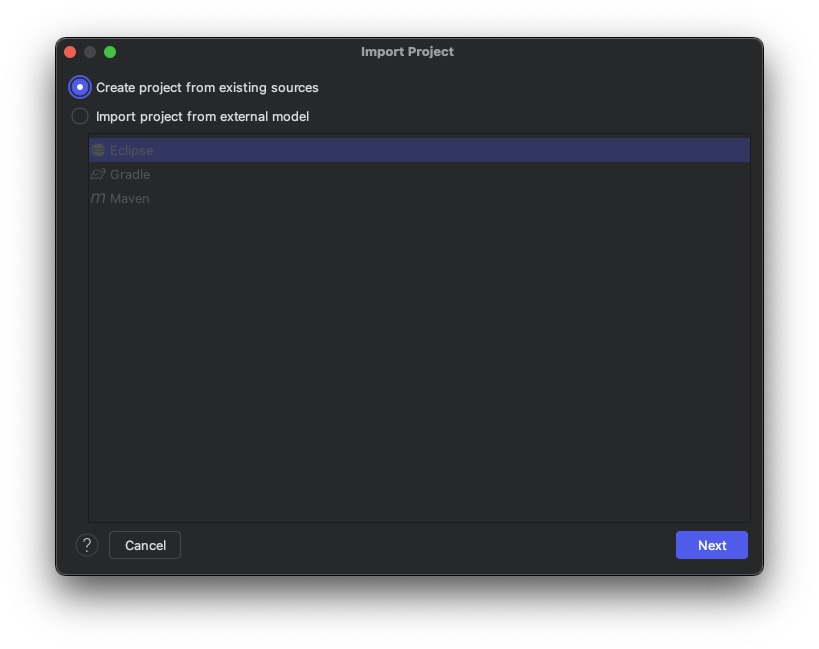 Import Project
Create project from existing sources
Import project from external model
Eclipse
Gradle
m Maven
? Cancel Next